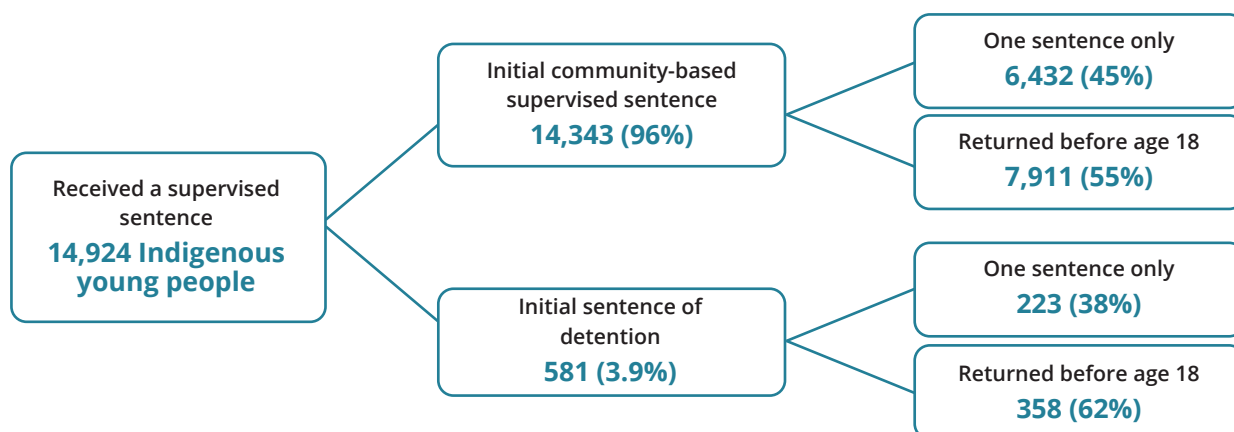 Received a supervised
sentence
14,924 Indigenous
young people
Initial community-based
supervised sentence
14,343 (96%)
One sentence only
6,432 (45%)
Returned before age 18
7,911 (55%)
Initial sentence of
detention
581 (3.9%)
One sentence only
223 (38%)
Returned before age 18
358 (62%)